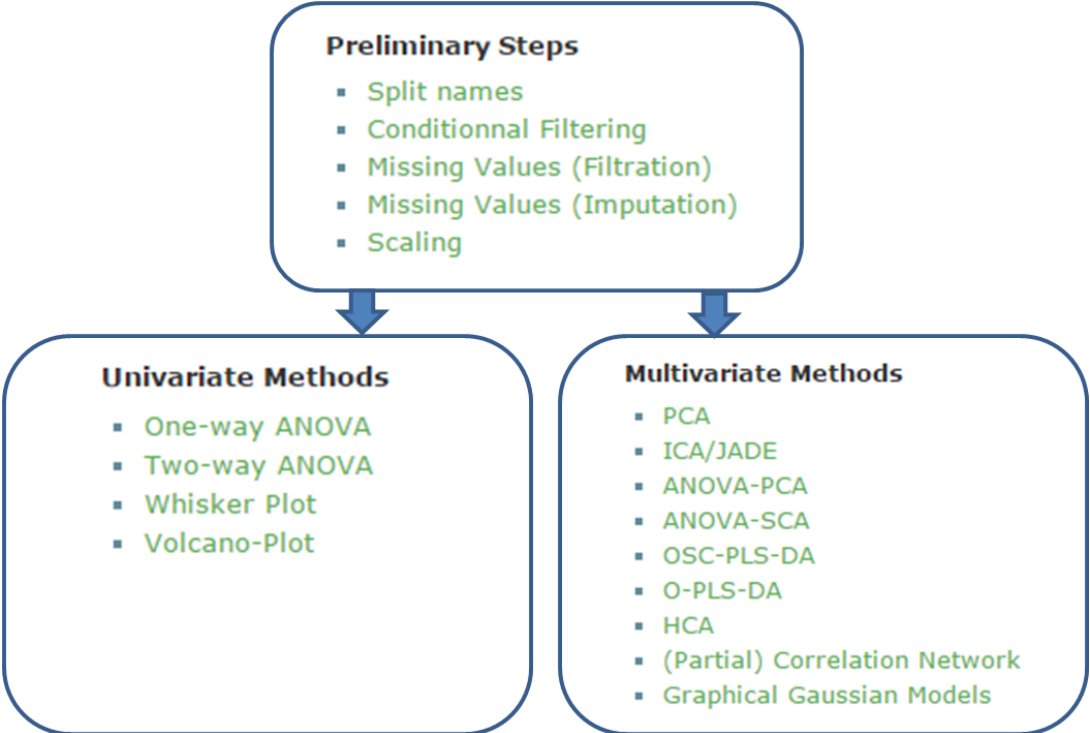 Preliminary Steps
Split names
Conditionnal Filtering
Missing Values (Filtration)
Missing Values (Imputation)
Scaling
Univariate Methods
One-way ANOVA
Two-way ANOVA
Whisker Plot
Volcano-Plot
Multivariate Methods
PCA
ICA/JADE
ANOVA-PCA
ANOVA-SCA
OSC-PLS-DA
O-PLS-DA
HCA
(Partial) Correlation Network
Graphical Gaussian Models